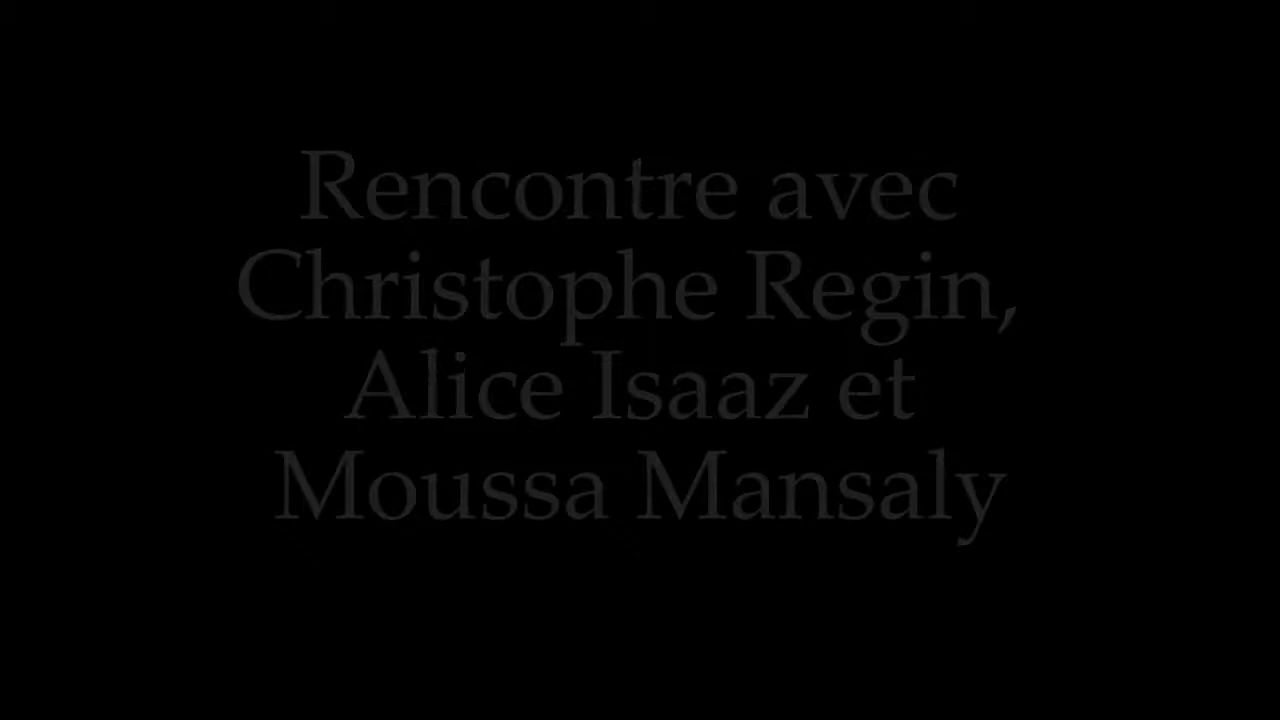 Rencontre avec
Christophe Regin,
Alice Isaaz et
Moussa Mansaly